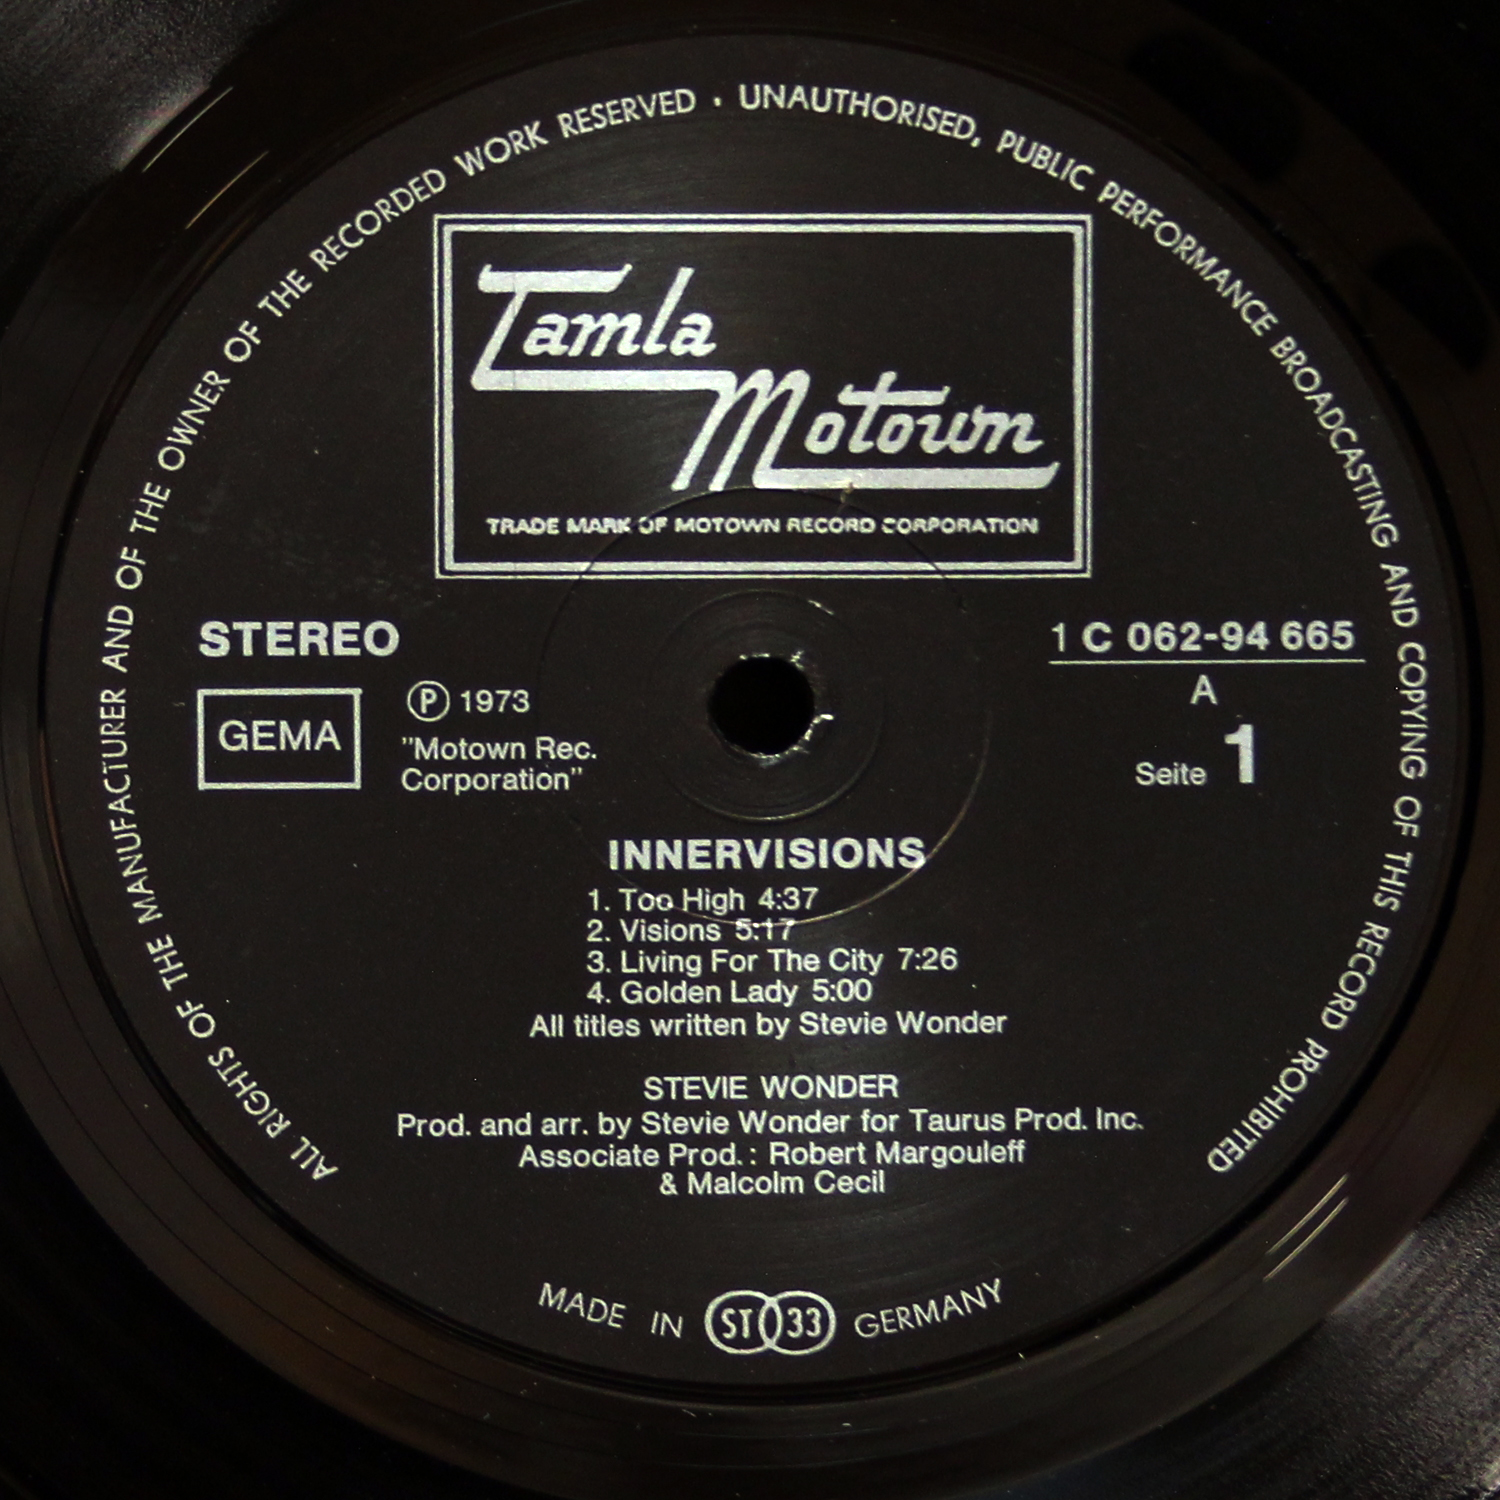 ALL RIGHTS OF THE MANUFACTURER AND OF THE OWNER OF THE RECORDED WORK RESERVED · UNAUTHORISED, PUBLIC PERFORMANCE BROADCASTING AND COPYING OF THIS RECORD PROHIBITED
Tamla
Motown
TRADE MARK OF MOTOWN RECORD CORPORATION
STEREO
GEMA
Ⓟ 1973
"Motown Rec.
Corporation"
1 C 062-94 665
A
Seite 1
INNERVISIONS
1. Too High 4:37
2. Visions 5:17
3. Living For The City 7:26
4. Golden Lady 5:00
All titles written by Stevie Wonder
STEVIE WONDER
Prod. and arr. by Stevie Wonder for Taurus Prod. Inc.
Associate Prod.: Robert Margouleff
& Malcolm Cecil
MADE IN ST 33 GERMANY